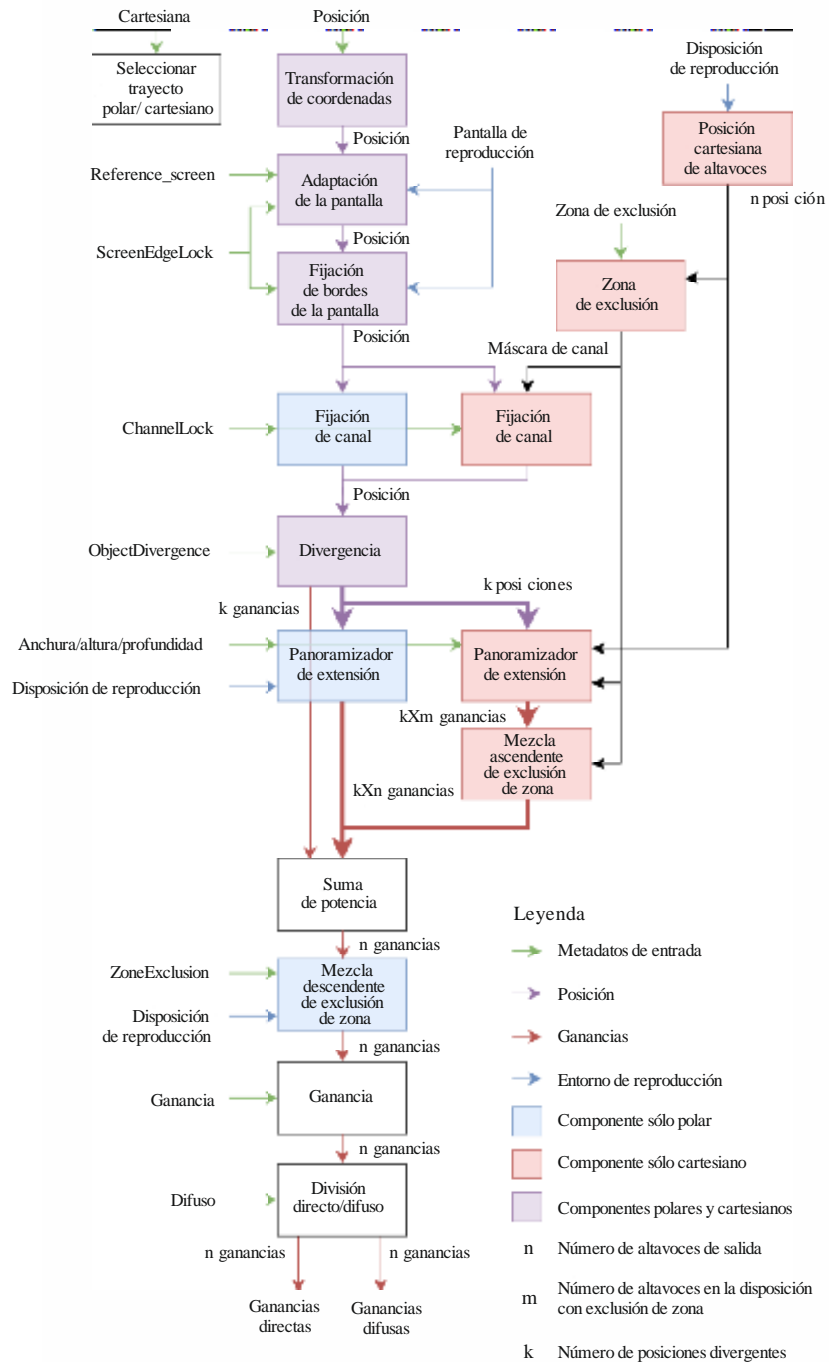 Cartesiana
Posición
Seleccionar
trayecto
polar/ cartesiano
Transformación
de coordenadas
Disposición
de reproducción
Posición
Pantalla de
reproducción
Posición
cartesiana
de altavoces
Reference_screen
Adaptación
de la pantalla
n posi ción
Zona de exclusión
Posición
ScreenEdgeLock
Fijación
de bordes
de la pantalla
Zona
de exclusión
Posición
Máscara de canal
ChannelLock
Fijación
de canal
Fijación
de canal
Posición
ObjectDivergence
Divergencia
k posi ciones
k ganancias
Anchura/altura/profundidad
Panoramizador
de extensión
Panoramizador
de extensión
Disposición de reproducción
kXm ganancias
Mezcla
ascendente
de exclusión
de zona
kXn ganancias
Suma
de potencia
n ganancias
ZoneExclusion
Mezcla
descendente
de exclusión
de zona
Disposición
de reproducción
n ganancias
Ganancia
Ganancia
n ganancias
Difuso
División
directo/difuso
n ganancias
n ganancias
Ganancias
directas
Ganancias
difusas
Leyenda
Metadatos de entrada
Posición
Ganancias
Entorno de reproducción
Componente sólo polar
Componente sólo cartesiano
Componentes polares y cartesianos
n Número de altavoces de salida
m Número de altavoces en la disposición
con exclusión de zona
k Número de posiciones divergentes